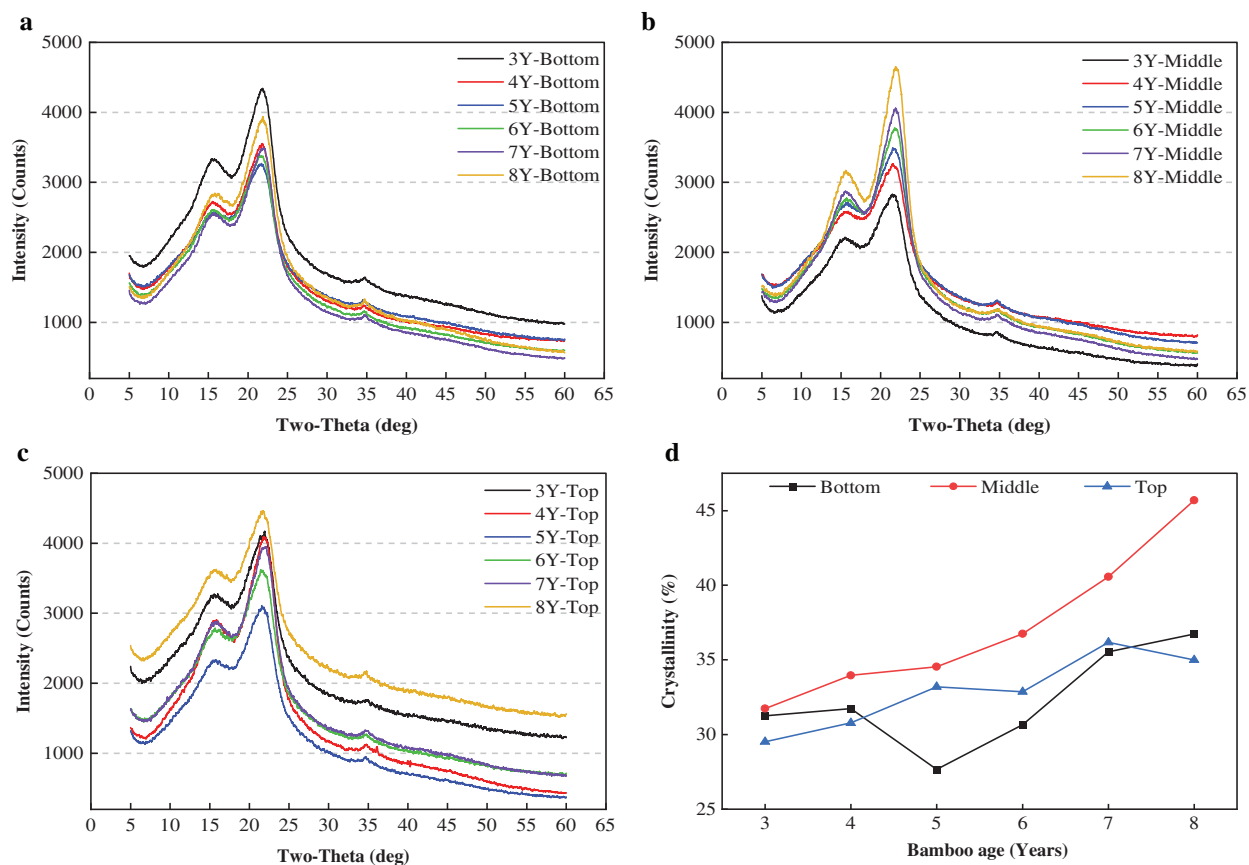 a
5000
4000
3000
2000
1000
Intensity (Counts)
3Y-Bottom
4Y-Bottom
5Y-Bottom
6Y-Bottom
7Y-Bottom
8Y-Bottom
0 5 10 15 20 25 30 35 40 45 50 55 60 65
Two-Theta (deg)
b
5000
4000
3000
2000
1000
Intensity (Counts)
3Y-Middle
4Y-Middle
5Y-Middle
6Y-Middle
7Y-Middle
8Y-Middle
0 5 10 15 20 25 30 35 40 45 50 55 60 65
Two-Theta (deg)
c
5000
4000
3000
2000
1000
Intensity (Counts)
3Y-Top
4Y-Top
5Y-Top
6Y-Top
7Y-Top
8Y-Top
0 5 10 15 20 25 30 35 40 45 50 55 60 65
Two-Theta (deg)
d
Bottom Middle Top
45
40
35
30
25
Crystallinity (%)
3 4 5 6 7 8
Bamboo age (Years)